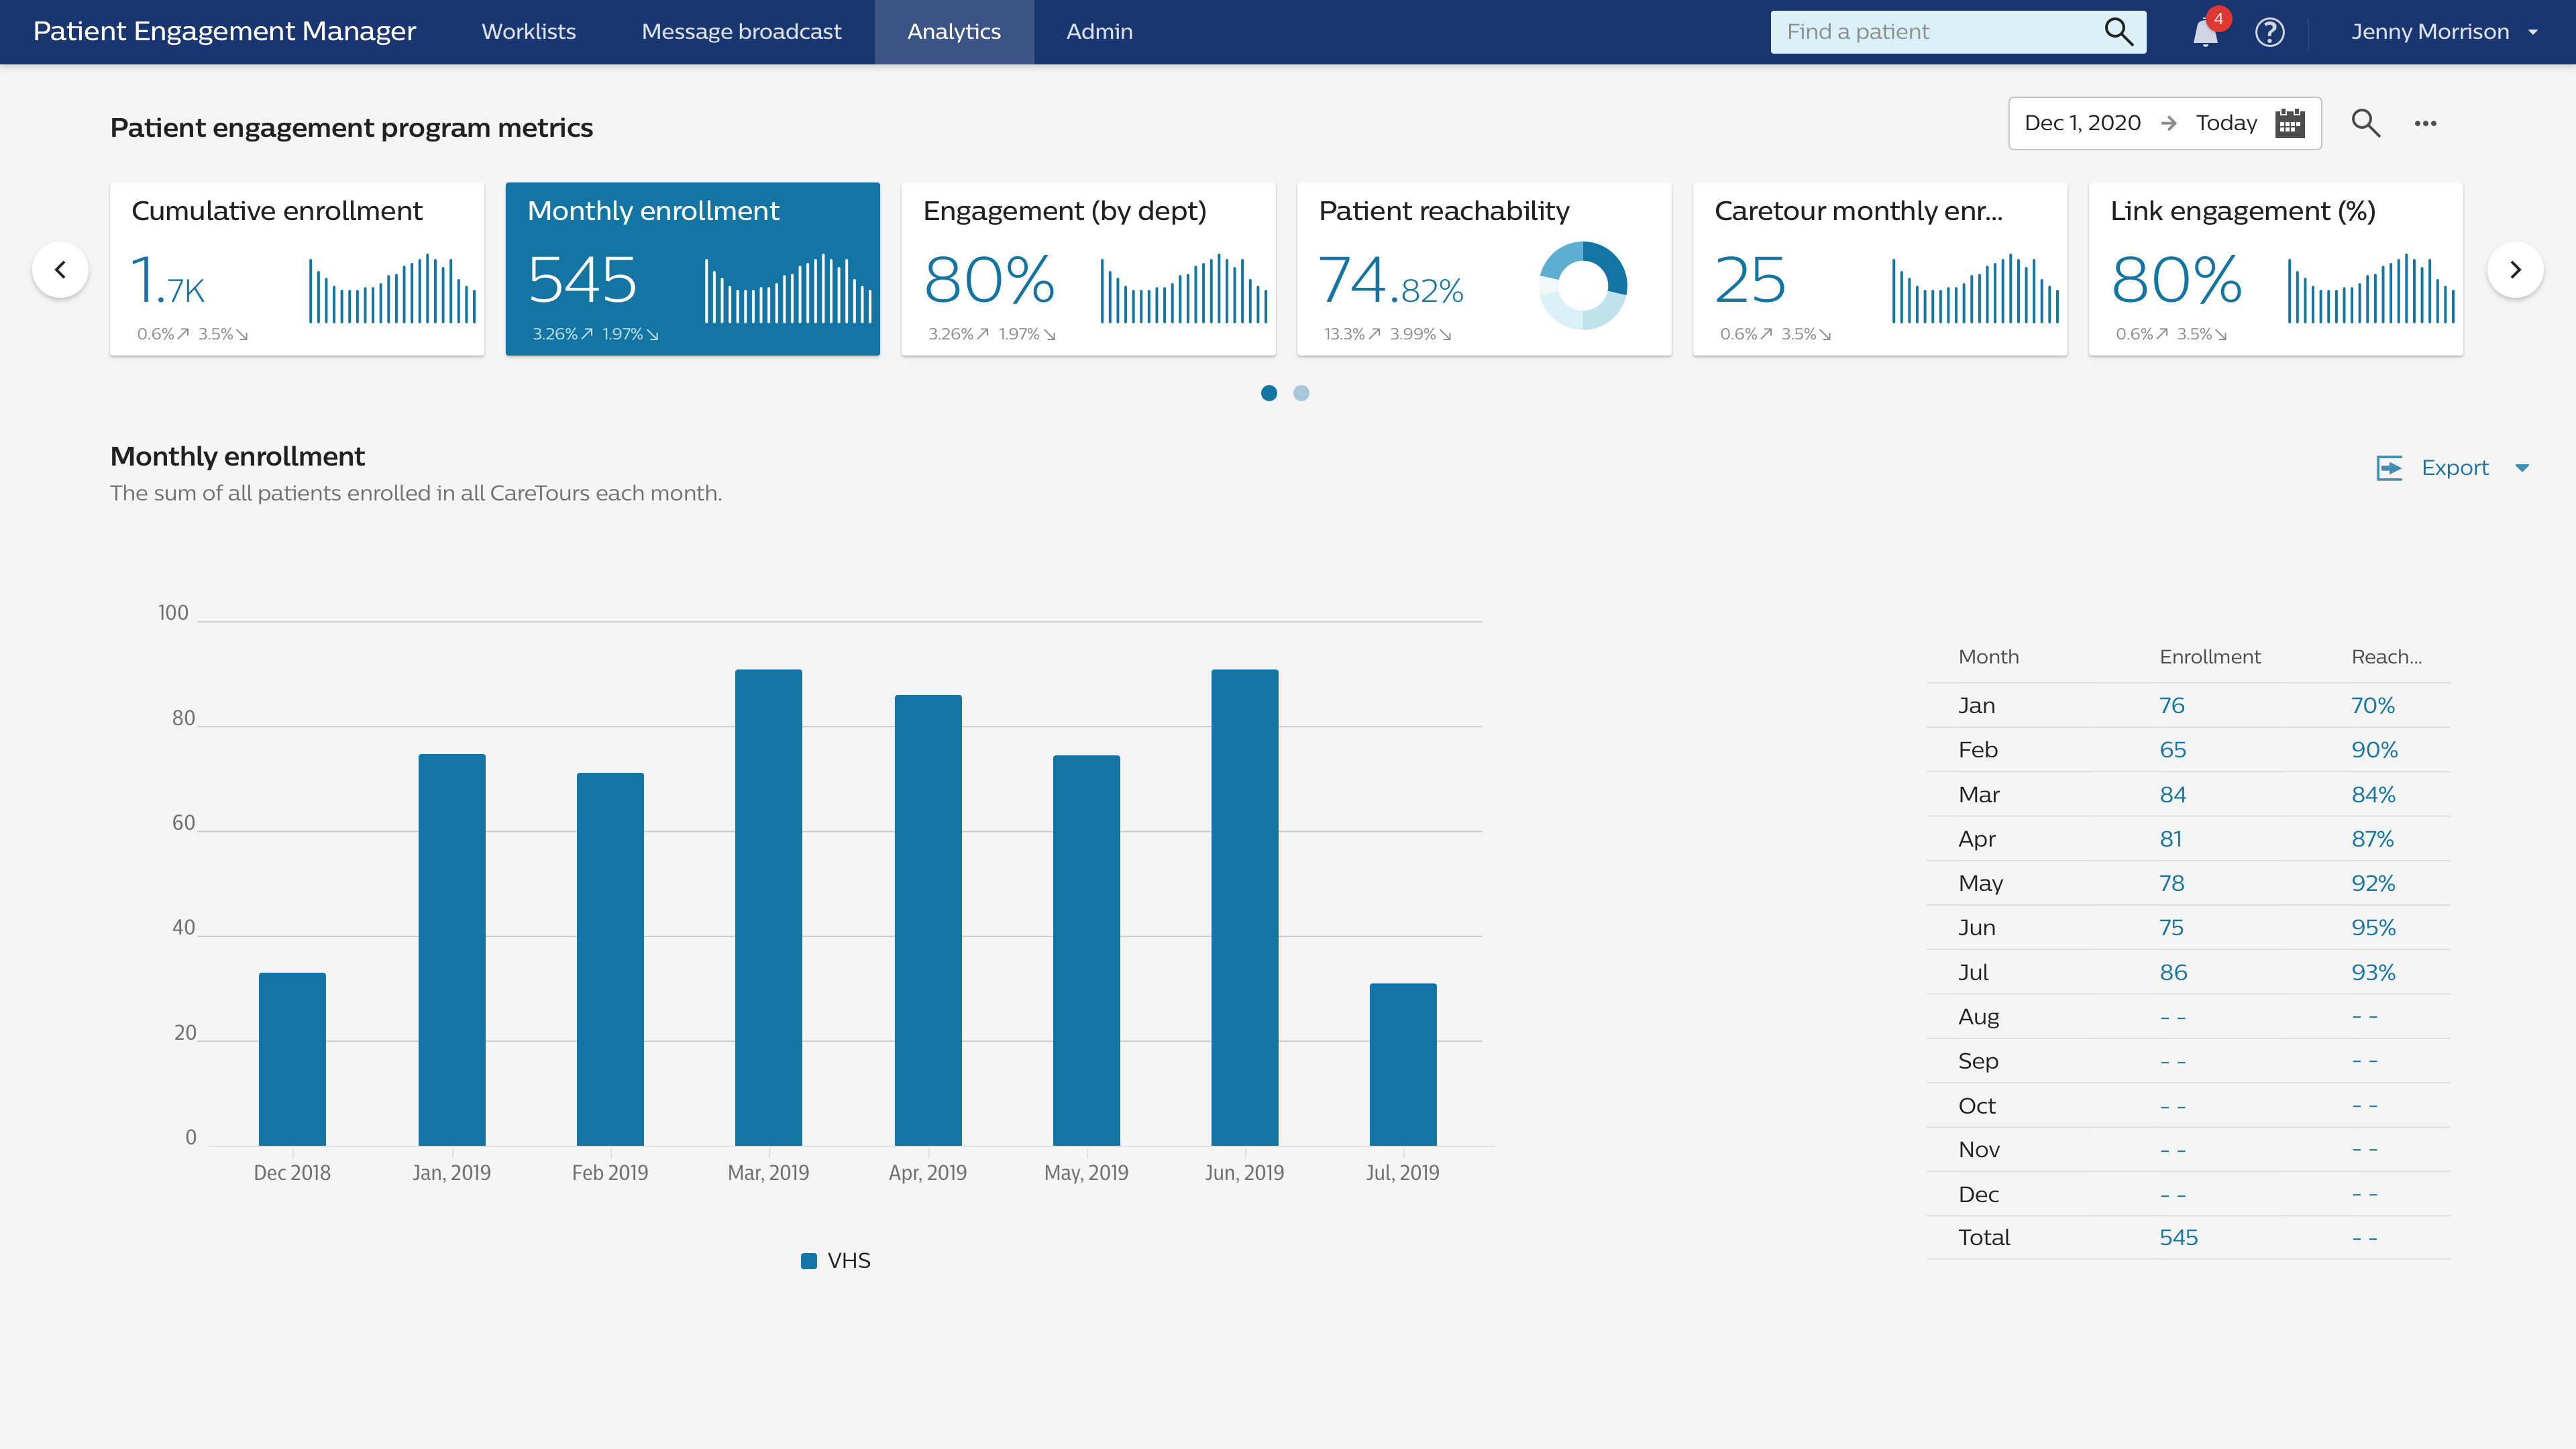 Patient Engagement Manager Worklists Message broadcast Analytics Admin Find a patient 4 ? Jenny Morrison
Patient engagement program metrics
Dec 1, 2020 → Today
Cumulative enrollment
1.7K
0.6%↗ 3.5%↘
Monthly enrollment
545
3.26%↗ 1.97%↘
Engagement (by dept)
80%
3.26%↗ 1.97%↘
Patient reachability
74.82%
13.3%↗ 3.99%↘
Caretour monthly enr...
25
0.6%↗ 3.5%↘
Link engagement (%)
80%
0.6%↗ 3.5%↘
Monthly enrollment
The sum of all patients enrolled in all CareTours each month.
Export
100
80
60
40
20
0
Dec 2018 Jan, 2019 Feb 2019 Mar, 2019 Apr, 2019 May, 2019 Jun, 2019 Jul, 2019
VHS
Month Enrollment Reach...
Jan 76 70%
Feb 65 90%
Mar 84 84%
Apr 81 87%
May 78 92%
Jun 75 95%
Jul 86 93%
Aug - - - -
Sep - - - -
Oct - - - -
Nov - - - -
Dec - - - -
Total 545 - -